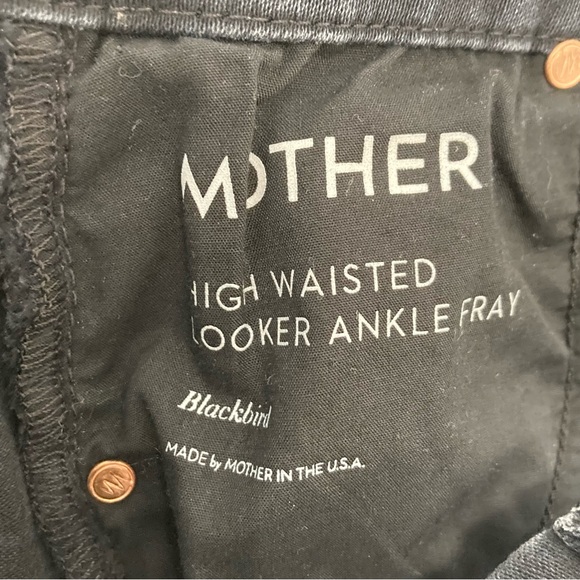 MOTHER
HIGH WAISTED
LOOKER ANKLE FRAY
Blackbird
MADE by MOTHER IN THE U.S.A.